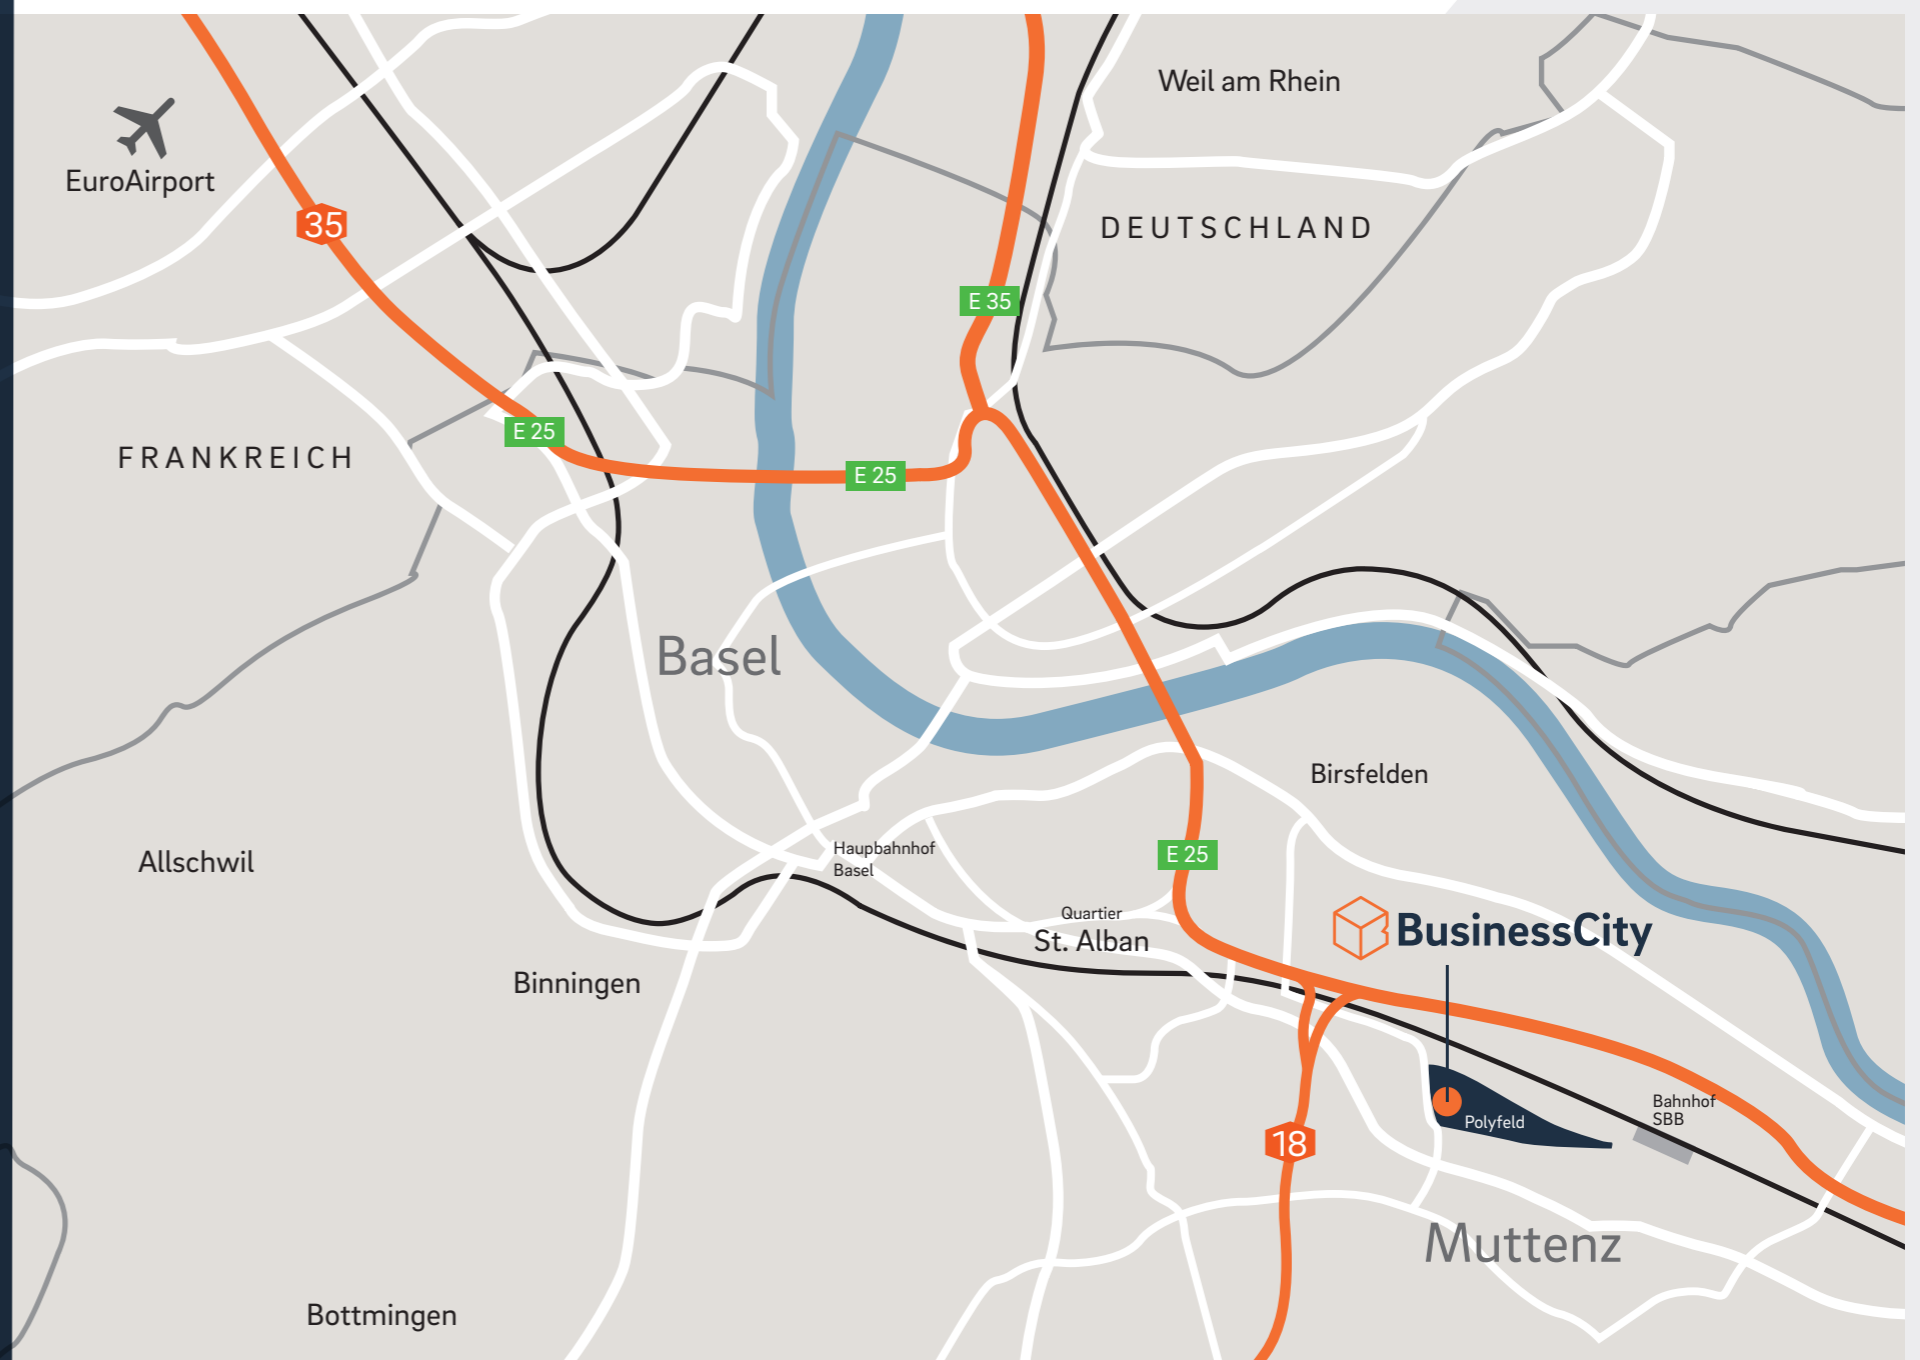 Weil am Rhein
EuroAirport
35
DEUTSCHLAND
E 35
E 25
FRANKREICH
E 25
Basel
Birsfelden
Allschwil
Haupbahnhof
Basel
E 25
Quartier
St. Alban
BusinessCity
Binningen
Polyfeld
Bahnhof
SBB
18
Muttenz
Bottmingen